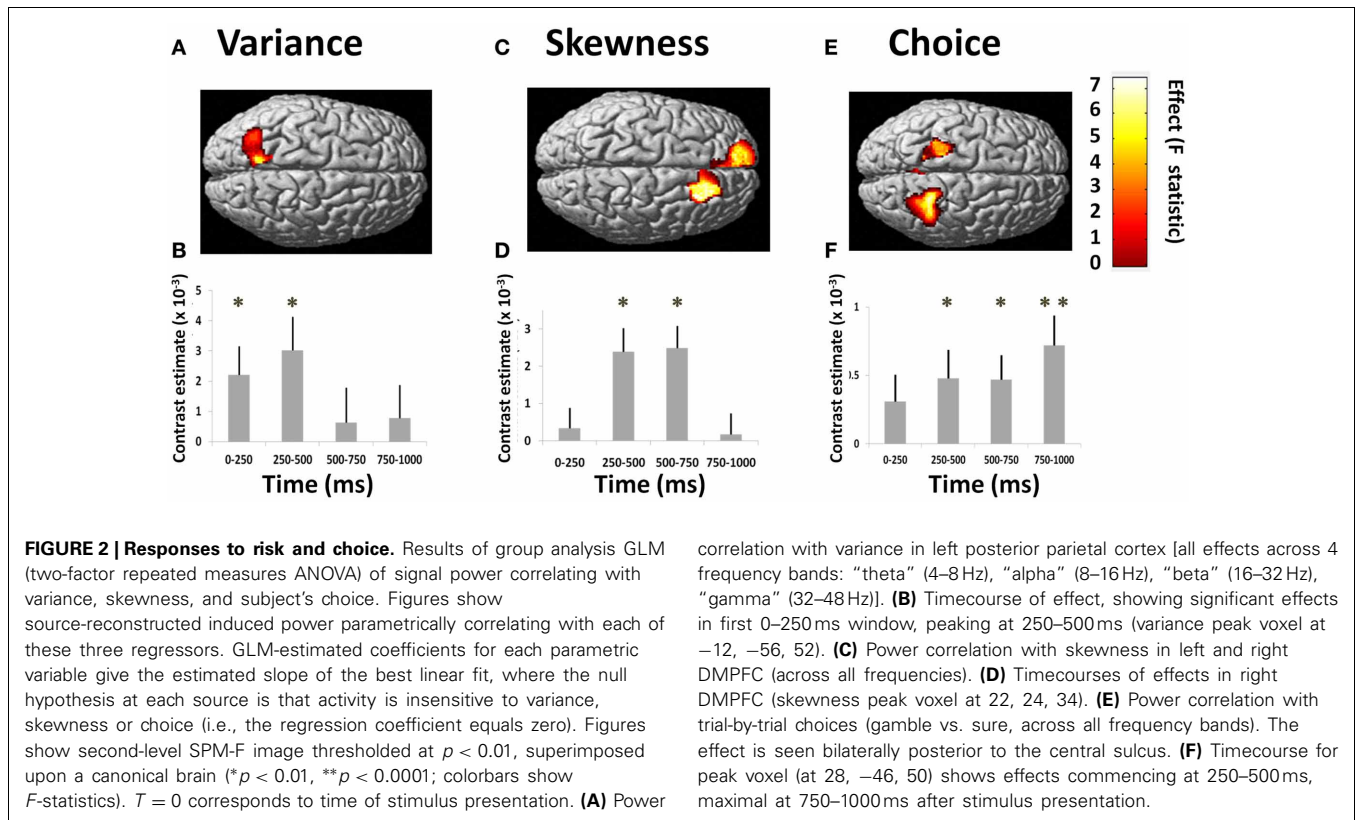 A Variance
C Skewness
E Choice
7
6
5
4
3
2
1
0
Effect (F statistic)
B
Contrast estimate (x 10-3)
5
4
3
2
1
0
* *
0-250 250-500 500-750 750-1000
Time (ms)
D
Contrast estimate (x 10-3)
3
2
1
0
* *
0-250 250-500 500-750 750-1000
Time (ms)
F
Contrast estimate (x 10-3)
1
0.5
0
* * * *
0-250 250-500 500-750 750-1000
Time (ms)
FIGURE 2 | Responses to risk and choice. Results of group analysis GLM
(two-factor repeated measures ANOVA) of signal power correlating with
variance, skewness, and subject's choice. Figures show
source-reconstructed induced power parametrically correlating with each of
these three regressors. GLM-estimated coefficients for each parametric
variable give the estimated slope of the best linear fit, where the null
hypothesis at each source is that activity is insensitive to variance,
skewness or choice (i.e., the regression coefficient equals zero). Figures
show second-level SPM-F image thresholded at p < 0.01, superimposed
upon a canonical brain (*p < 0.01, **p < 0.0001; colorbars show
F-statistics). T = 0 corresponds to time of stimulus presentation. (A) Power
correlation with variance in left posterior parietal cortex [all effects across 4
frequency bands: “theta” (4–8 Hz), “alpha” (8–16 Hz), “beta” (16–32 Hz),
“gamma” (32–48 Hz)]. (B) Timecourse of effect, showing significant effects
in first 0–250 ms window, peaking at 250–500 ms (variance peak voxel at
−12, −56, 52). (C) Power correlation with skewness in left and right
DMPFC (across all frequencies). (D) Timecourses of effects in right
DMPFC (skewness peak voxel at 22, 24, 34). (E) Power correlation with
trial-by-trial choices (gamble vs. sure, across all frequency bands). The
effect is seen bilaterally posterior to the central sulcus. (F) Timecourse for
peak voxel (at 28, −46, 50) shows effects commencing at 250–500 ms,
maximal at 750–1000 ms after stimulus presentation.